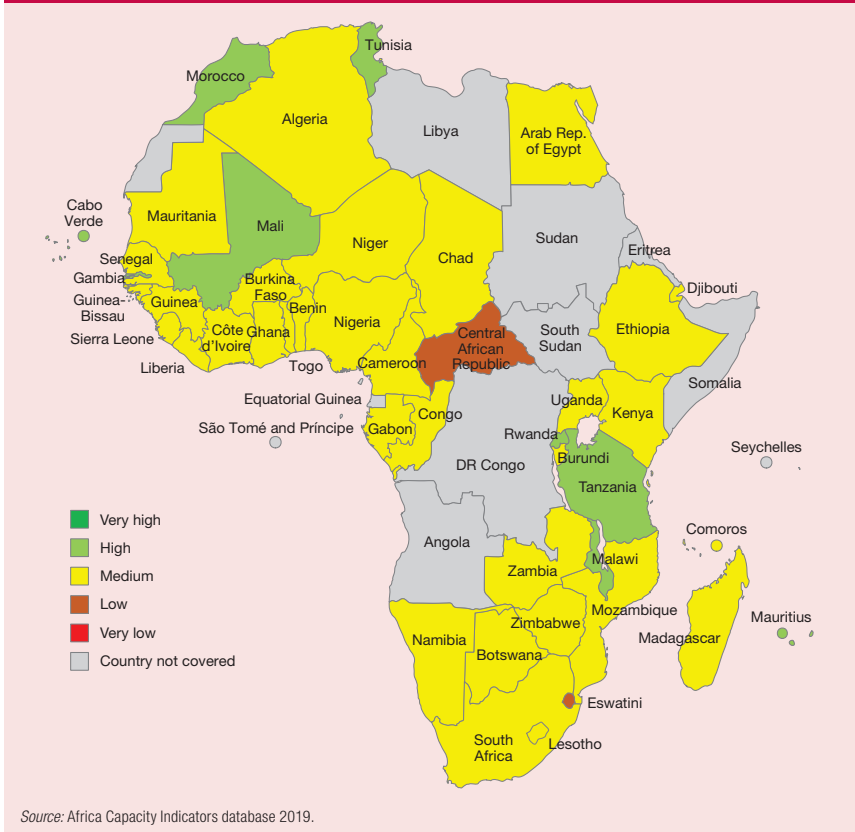 Tunisia
Morocco
Algeria
Libya
Arab Rep.
of Egypt
Cabo
Verde
Mauritania
Mali
Niger
Chad
Sudan
Eritrea
Senegal
Gambia
Guinea-
Bissau
Guinea
Burkina
Faso
Benin
Nigeria
Djibouti
Sierra Leone
Côte
d'Ivoire
Ghana
Ethiopia
South
Sudan
Central
African
Republic
Liberia
Togo
Cameroon
Somalia
Equatorial Guinea
Congo
Uganda
Kenya
São Tomé and Príncipe
Gabon
Rwanda
Seychelles
DR Congo
Burundi
Tanzania
Very high
High
Medium
Low
Very low
Country not covered
Angola
Comoros
Malawi
Zambia
Mozambique
Mauritius
Zimbabwe
Namibia
Madagascar
Botswana
Eswatini
South
Africa
Lesotho
Source: Africa Capacity Indicators database 2019.